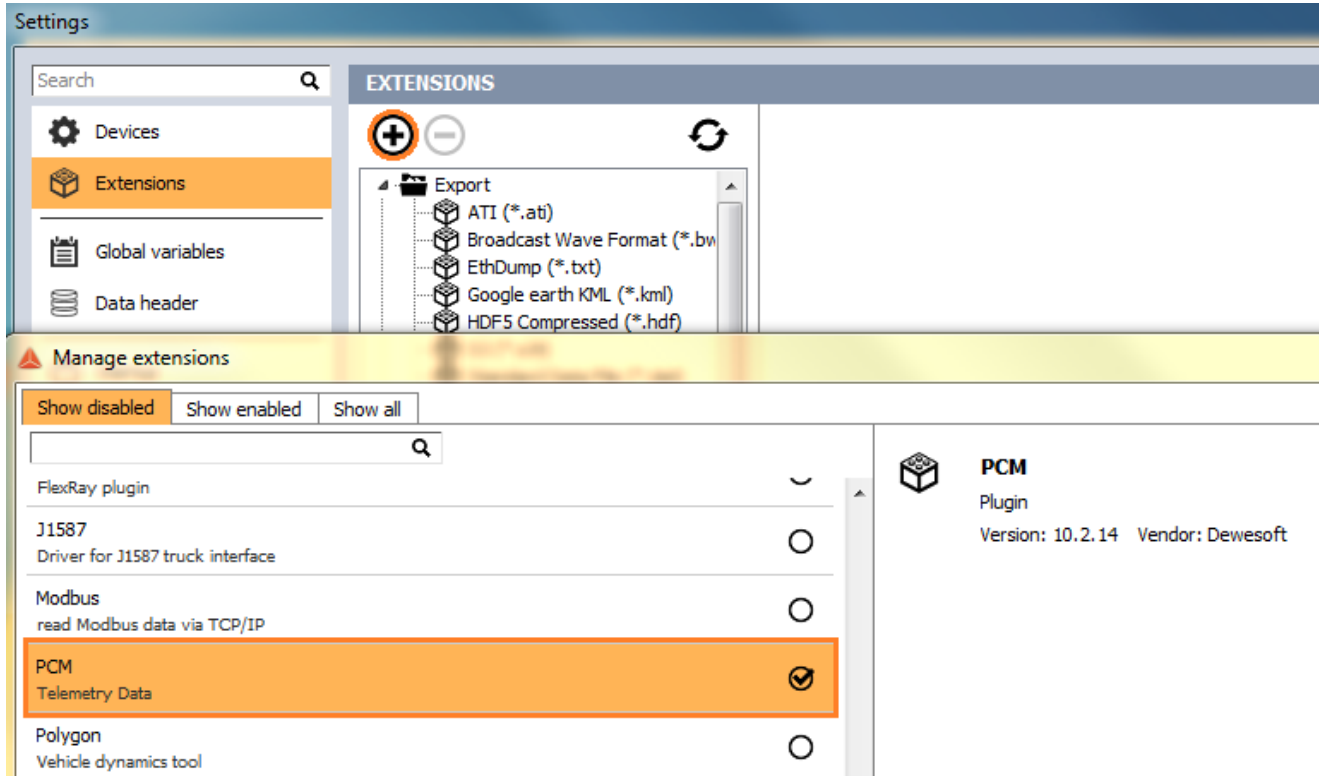 Settings
Search
EXTENSIONS
Devices
Extensions
Global variables
Data header
Export
ATI (*.ati)
Broadcast Wave Format (*.bw
EthDump (*.txt)
Google earth KML (*.kml)
HDF5 Compressed (*.hdf)
Manage extensions
Show disabled Show enabled Show all
FlexRay plugin
J1587
Driver for J1587 truck interface
Modbus
read Modbus data via TCP/IP
PCM
Telemetry Data
Polygon
Vehicle dynamics tool
PCM
Plugin
Version: 10.2.14 Vendor: Dewesoft